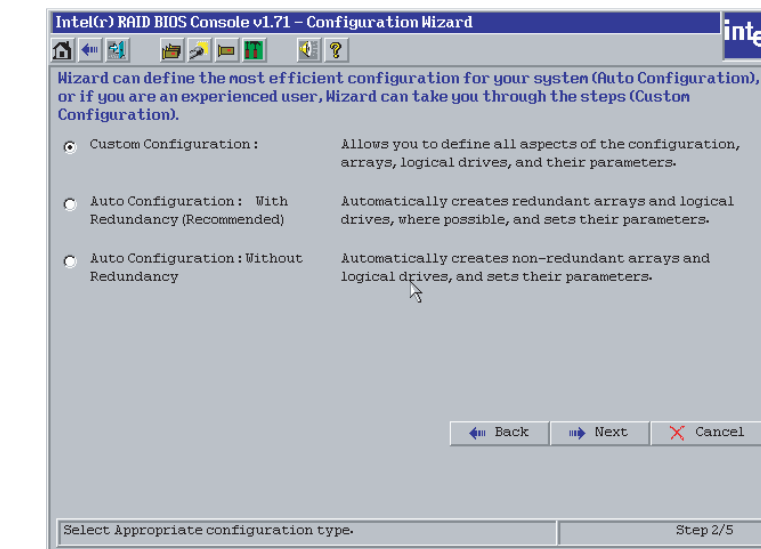 Intel(r) RAID BIOS Console v1.71 – Configuration Wizard
Wizard can define the most efficient configuration for your system (Auto Configuration),
or if you are an experienced user, Wizard can take you through the steps (Custom
Configuration).
Custom Configuration :
Allows you to define all aspects of the configuration,
arrays, logical drives, and their parameters.
Auto Configuration : With
Redundancy (Recommended)
Automatically creates redundant arrays and logical
drives, where possible, and sets their parameters.
Auto Configuration : Without
Redundancy
Automatically creates non-redundant arrays and
logical drives, and sets their parameters.
Back
Next
Cancel
Select Appropriate configuration type.
Step 2/5